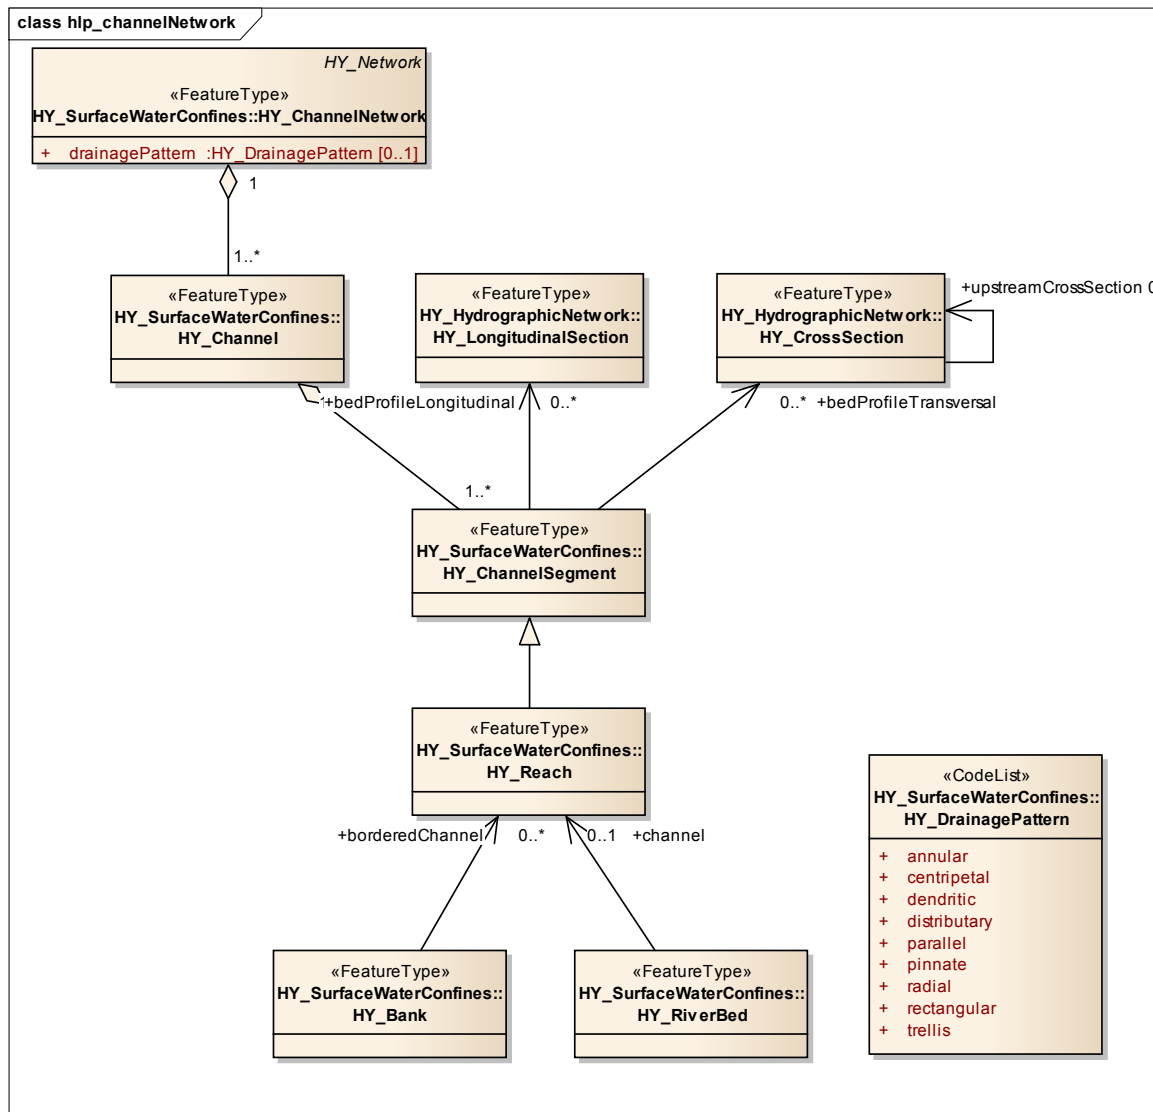 class hlp_channelNetwork
HY_Network
«FeatureType»
HY_SurfaceWaterConfines::HY_ChannelNetwork
+ drainagePattern :HY_DrainagePattern [0..1]
1
1..*
«FeatureType»
HY_SurfaceWaterConfines::
HY_Channel
«FeatureType»
HY_HydrographicNetwork::
HY_LongitudinalSection
«FeatureType»
HY_HydrographicNetwork::
HY_CrossSection
+upstreamCrossSection 0
+bedProfileLongitudinal
0..*
0..* +bedProfileTransversal
1..*
«FeatureType»
HY_SurfaceWaterConfines::
HY_ChannelSegment
«FeatureType»
HY_SurfaceWaterConfines::
HY_Reach
+borderedChannel 0..*
0..1 +channel
«FeatureType»
HY_SurfaceWaterConfines::
HY_Bank
«FeatureType»
HY_SurfaceWaterConfines::
HY_RiverBed
«CodeList»
HY_SurfaceWaterConfines::
HY_DrainagePattern
+ annular
+ centripetal
+ dendritic
+ distributary
+ parallel
+ pinnate
+ radial
+ rectangular
+ trellis